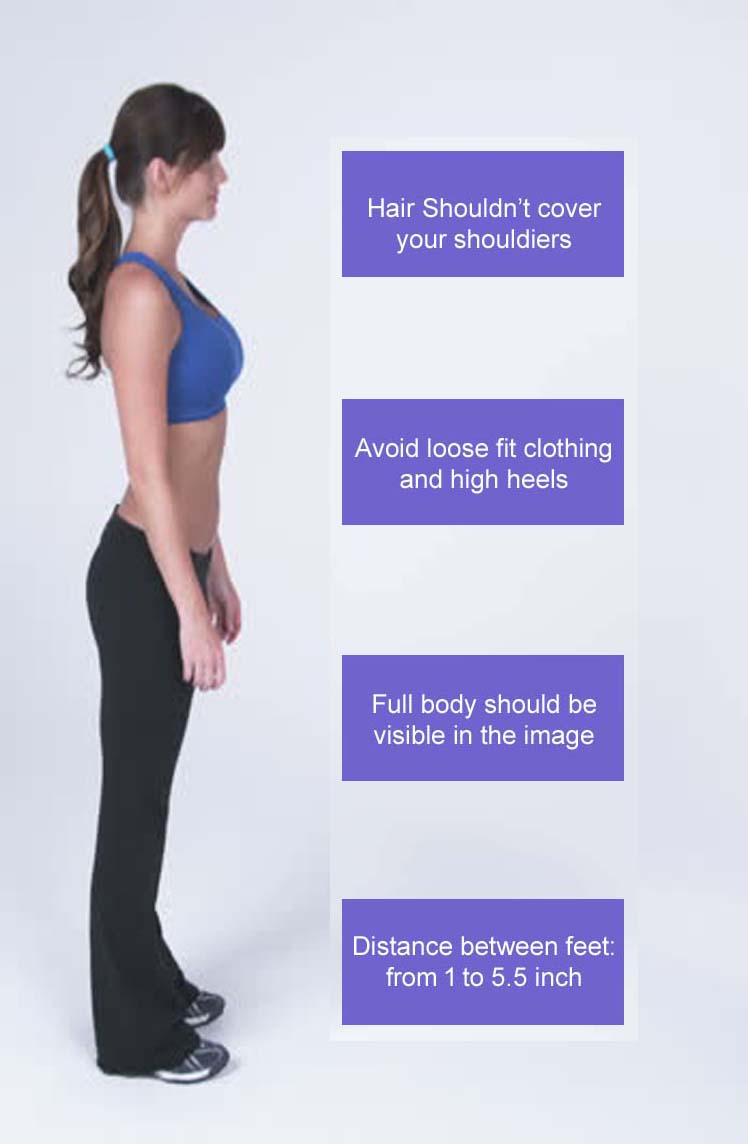 Hair Shouldn't cover
your shouldiers
Avoid loose fit clothing
and high heels
Full body should be
visible in the image
Distance between feet:
from 1 to 5.5 inch